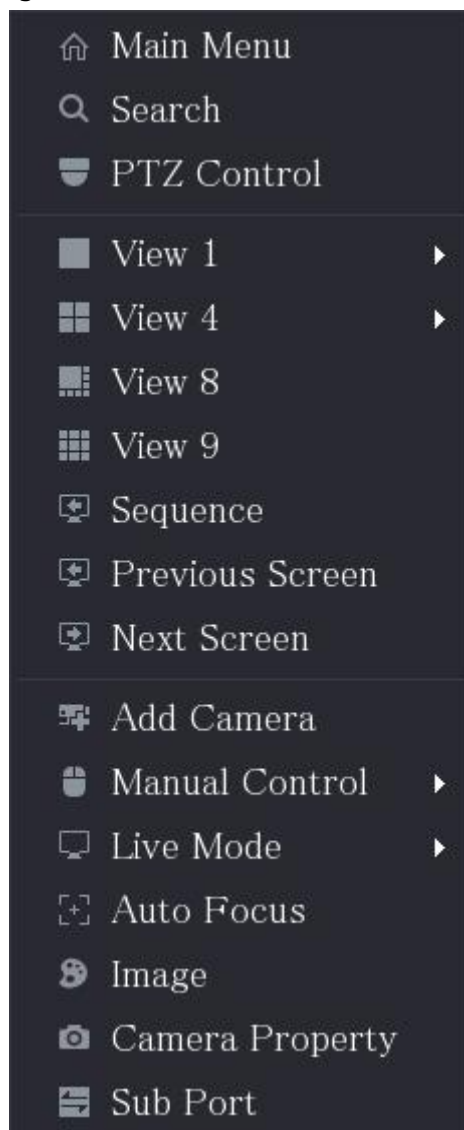 Main Menu
Search
PTZ Control
View 1
View 4
View 8
View 9
Sequence
Previous Screen
Next Screen
Add Camera
Manual Control
Live Mode
Auto Focus
Image
Camera Property
Sub Port